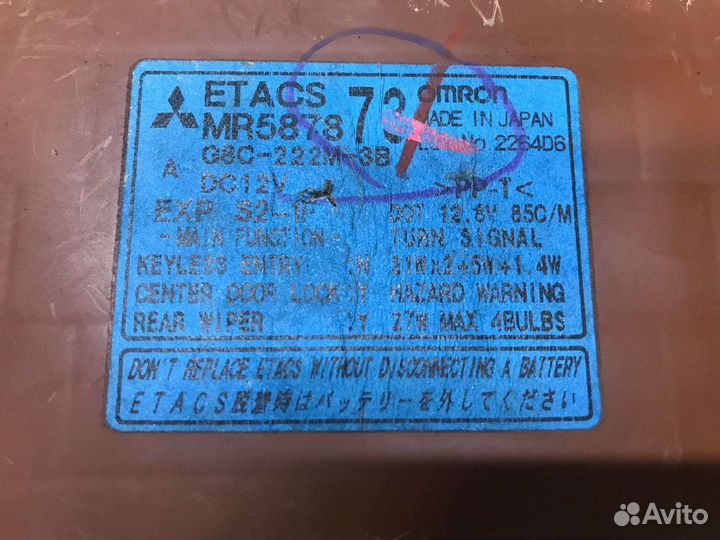 ETACS omron
MR5878 73 MADE IN JAPAN
G8C-222M-3B No 2264D6
A
DC12V >PP-T<
EXP S2-1F DOT 12.8V 85C/M
-MAIN FUNCTION- TURN SIGNAL
KEYLESS ENTRY :N 21W×2+5W+1.4W
CENTER DOOR LOCK:Y HAZARD WARNING
REAR WIPER :Y 27W MAX 4BULBS
DON'T REPLACE ETACS WITHOUT DISCONNECTING A BATTERY
ETACS脱着時はバッテリーを外してください
Avito